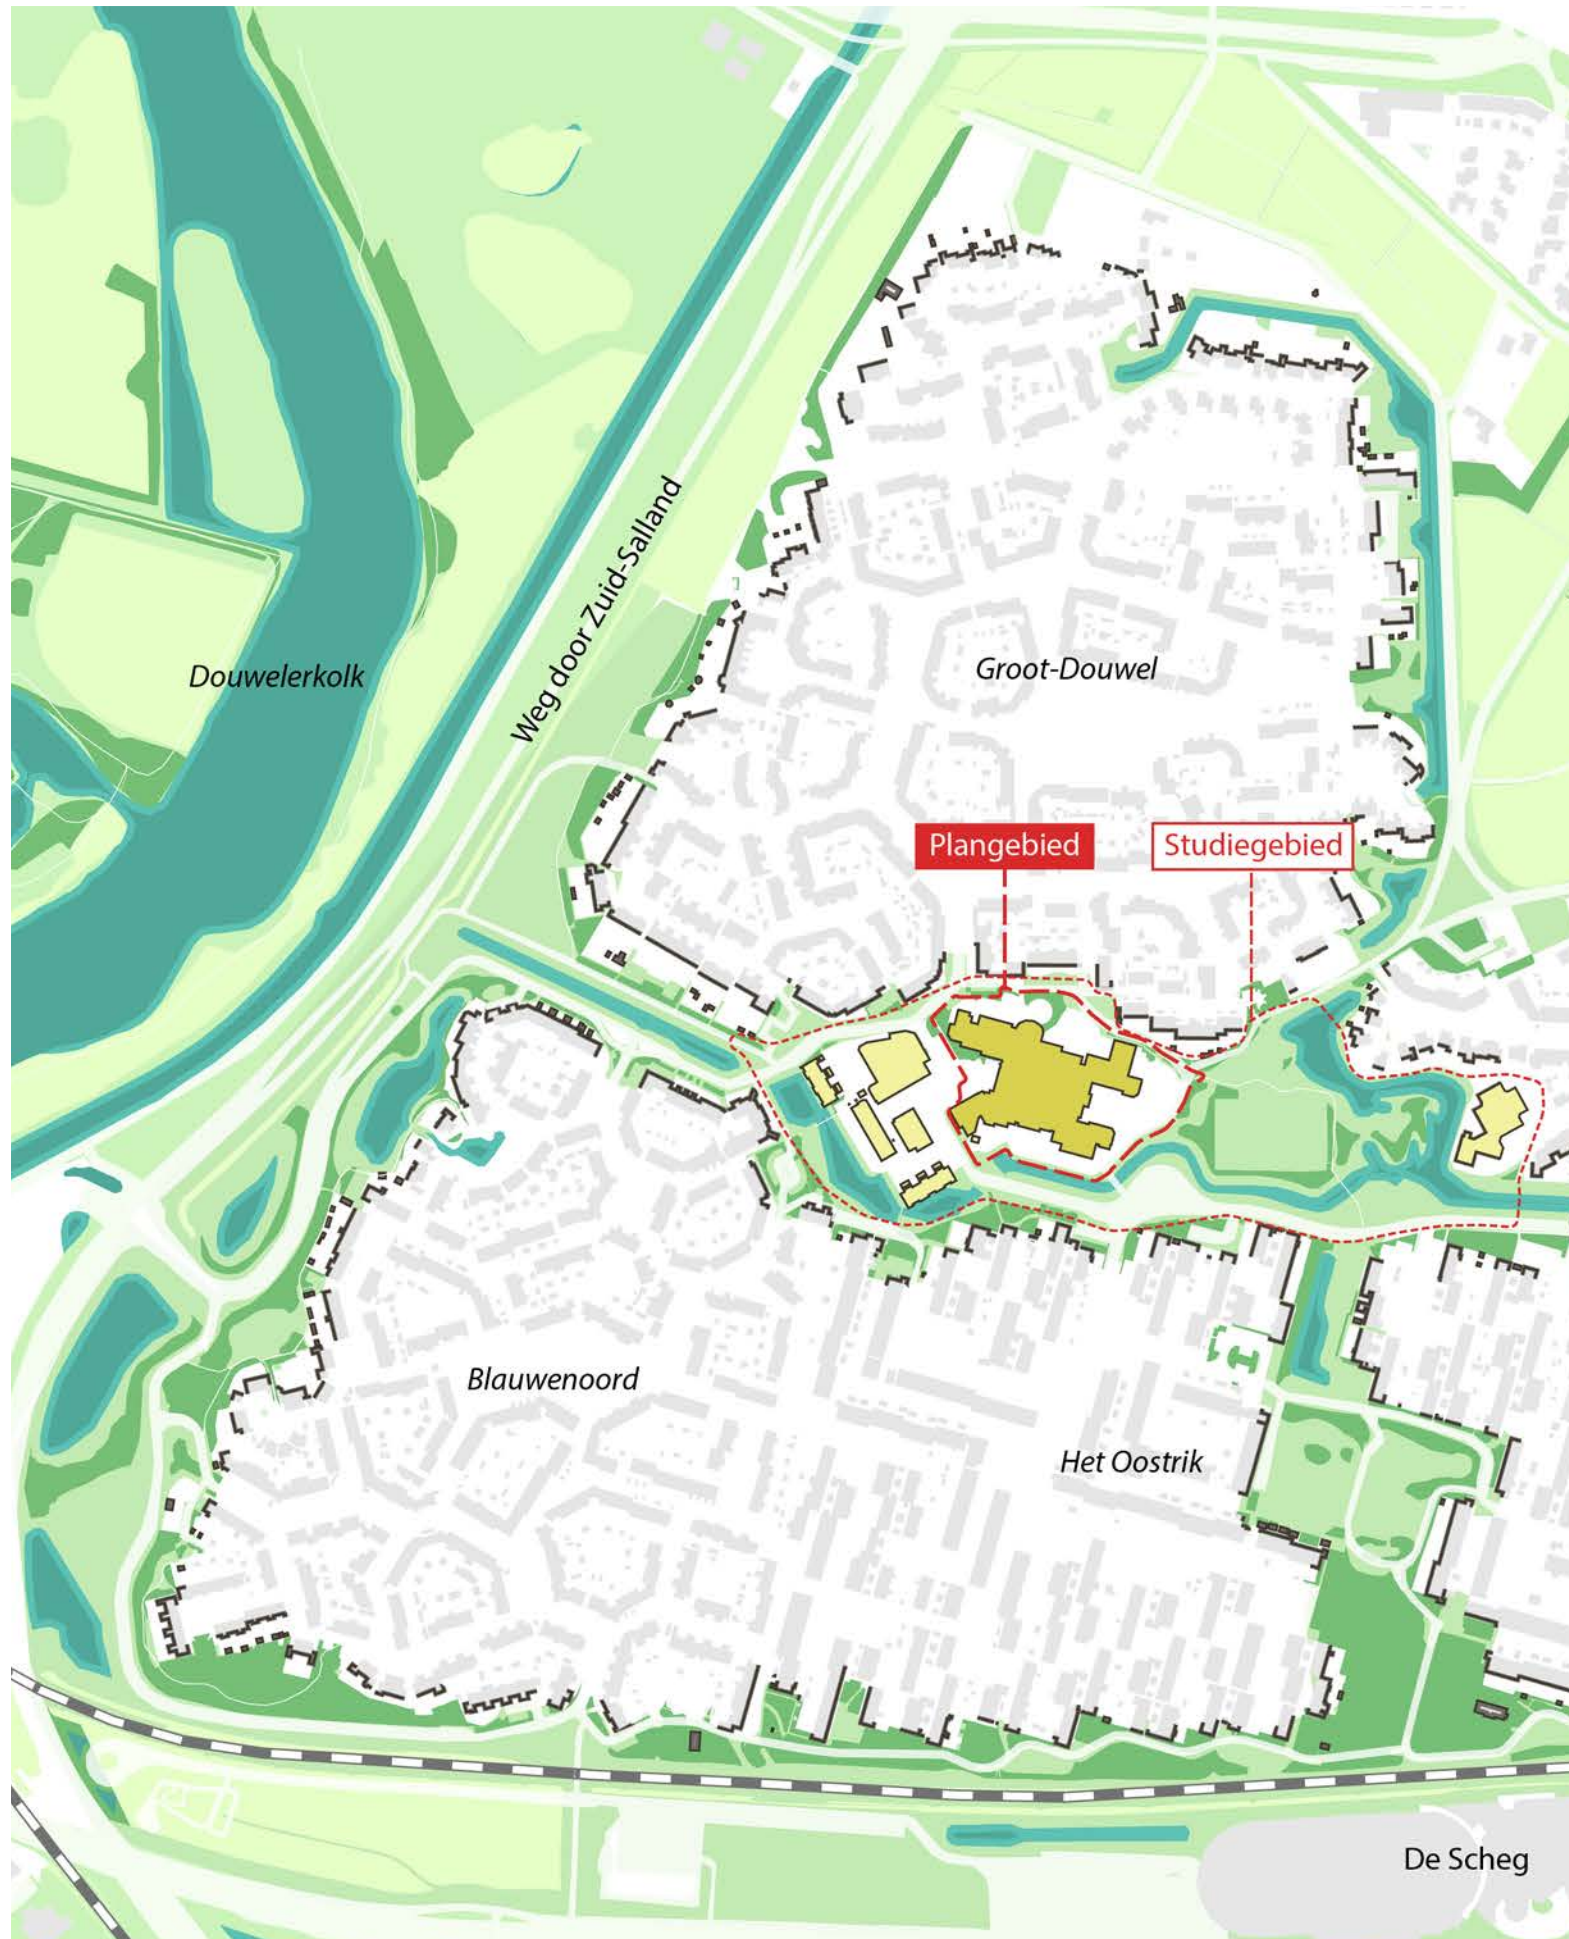 Weg door Zuid-Salland
Douwelerkolk
Groot-Douwel
Plangebied
Studiegebied
Blauwenoord
Het Oostrik
De Scheg